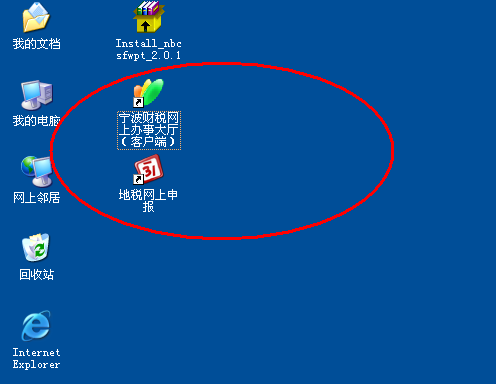 我的文档
Install_nbc
sfwpt_2.0.1
我的电脑
宁波财税网
上办事大厅
（客户端）
网上邻居
31
地税网上申
报
回收站
Internet
Explorer